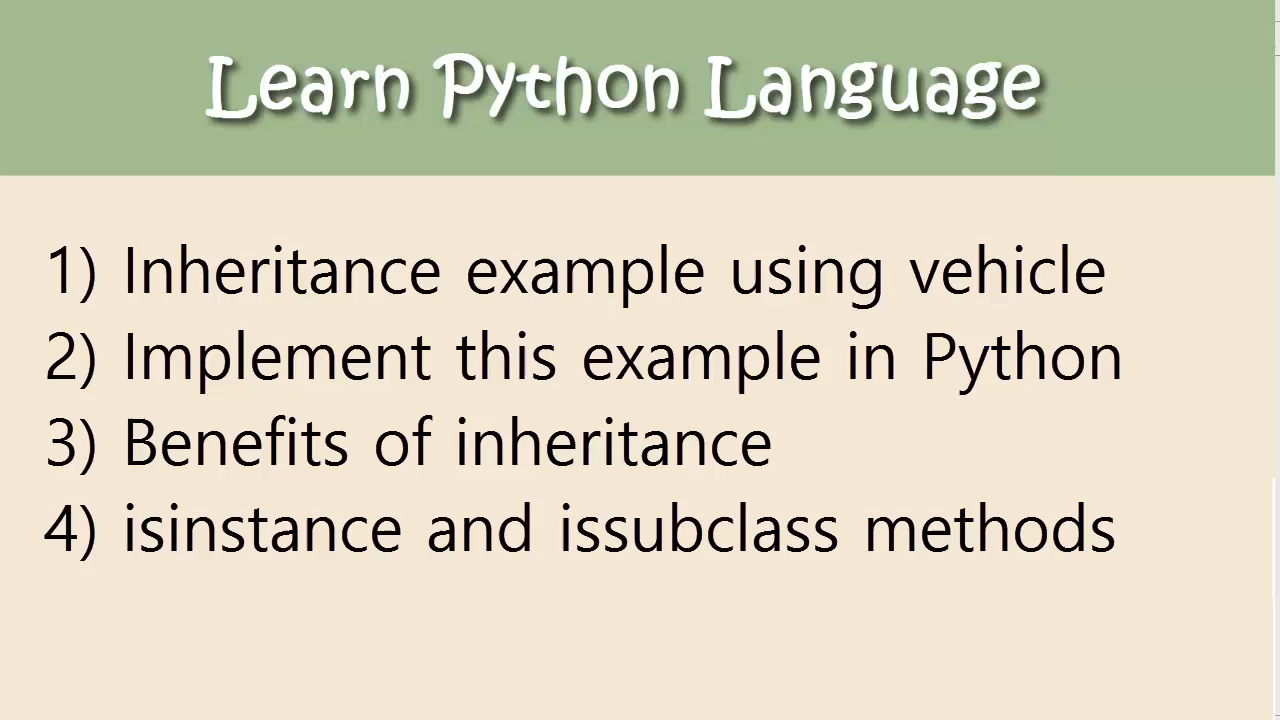 Learn Python Language
1) Inheritance example using vehicle
2) Implement this example in Python
3) Benefits of inheritance
4) isinstance and issubclass methods